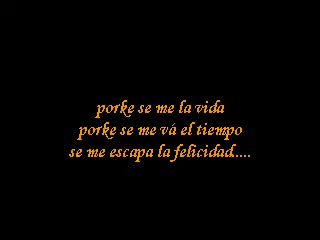 porke se me la vida
porke se me vá el tiempo
se me escapa la felicidad....